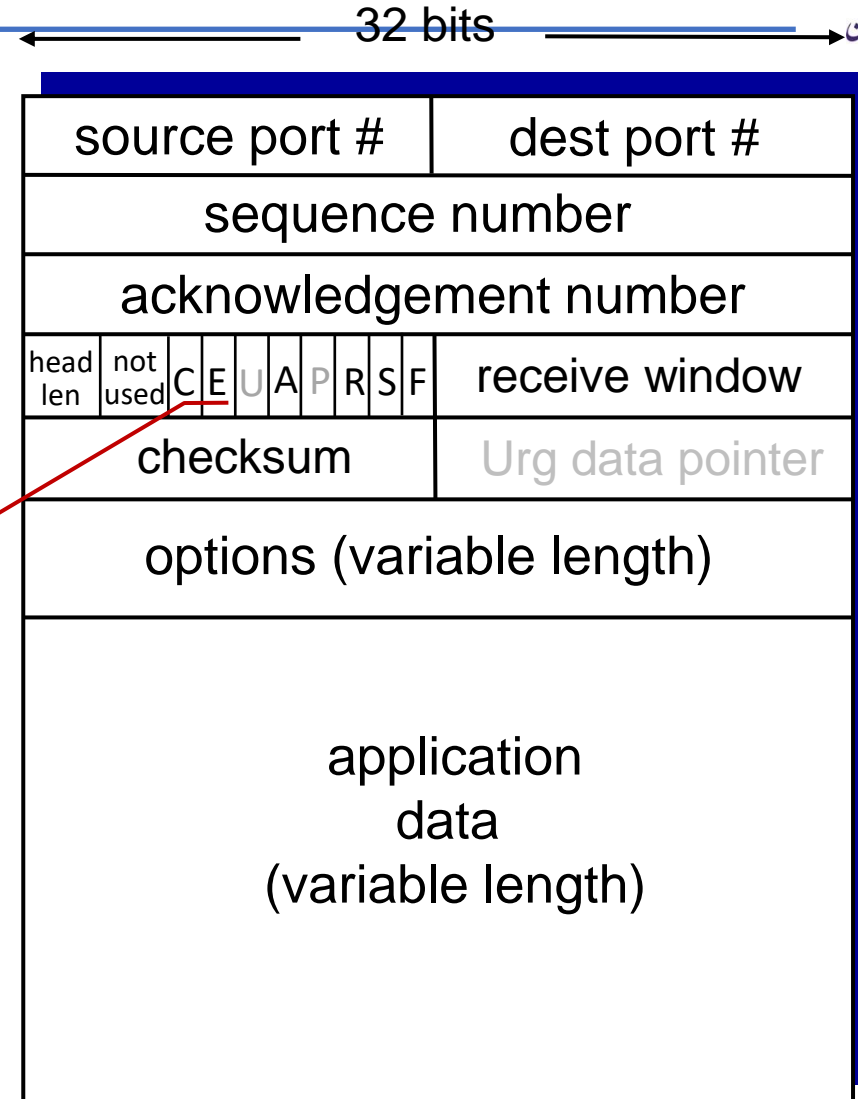 32 bits
source port # dest port #
sequence number
acknowledgement number
head len not used C E U A P R S F receive window
checksum Urg data pointer
options (variable length)
application
data
(variable length)